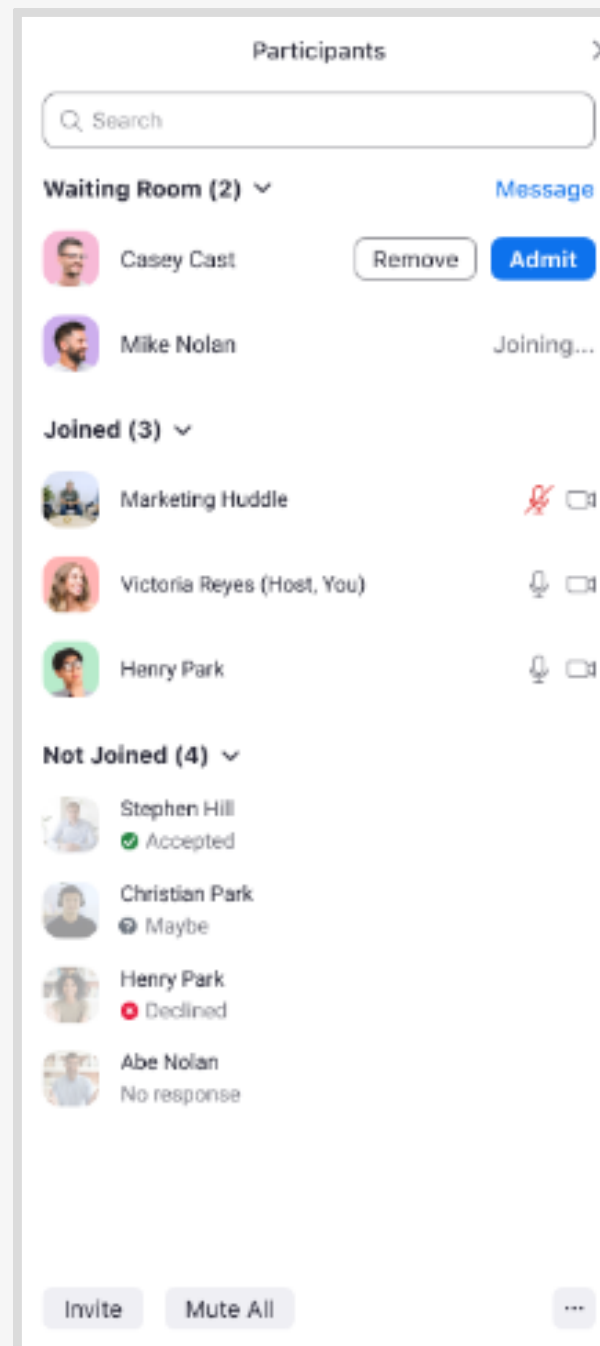 Participants
Search
Waiting Room (2)
Message
Casey Cast
Remove
Admit
Mike Nolan
Joining...
Joined (3)
Marketing Huddle
Victoria Reyes (Host, You)
Henry Park
Not Joined (4)
Stephen Hill
Accepted
Christian Park
Maybe
Henry Park
Declined
Abe Nolan
No response
Invite
Mute All
...